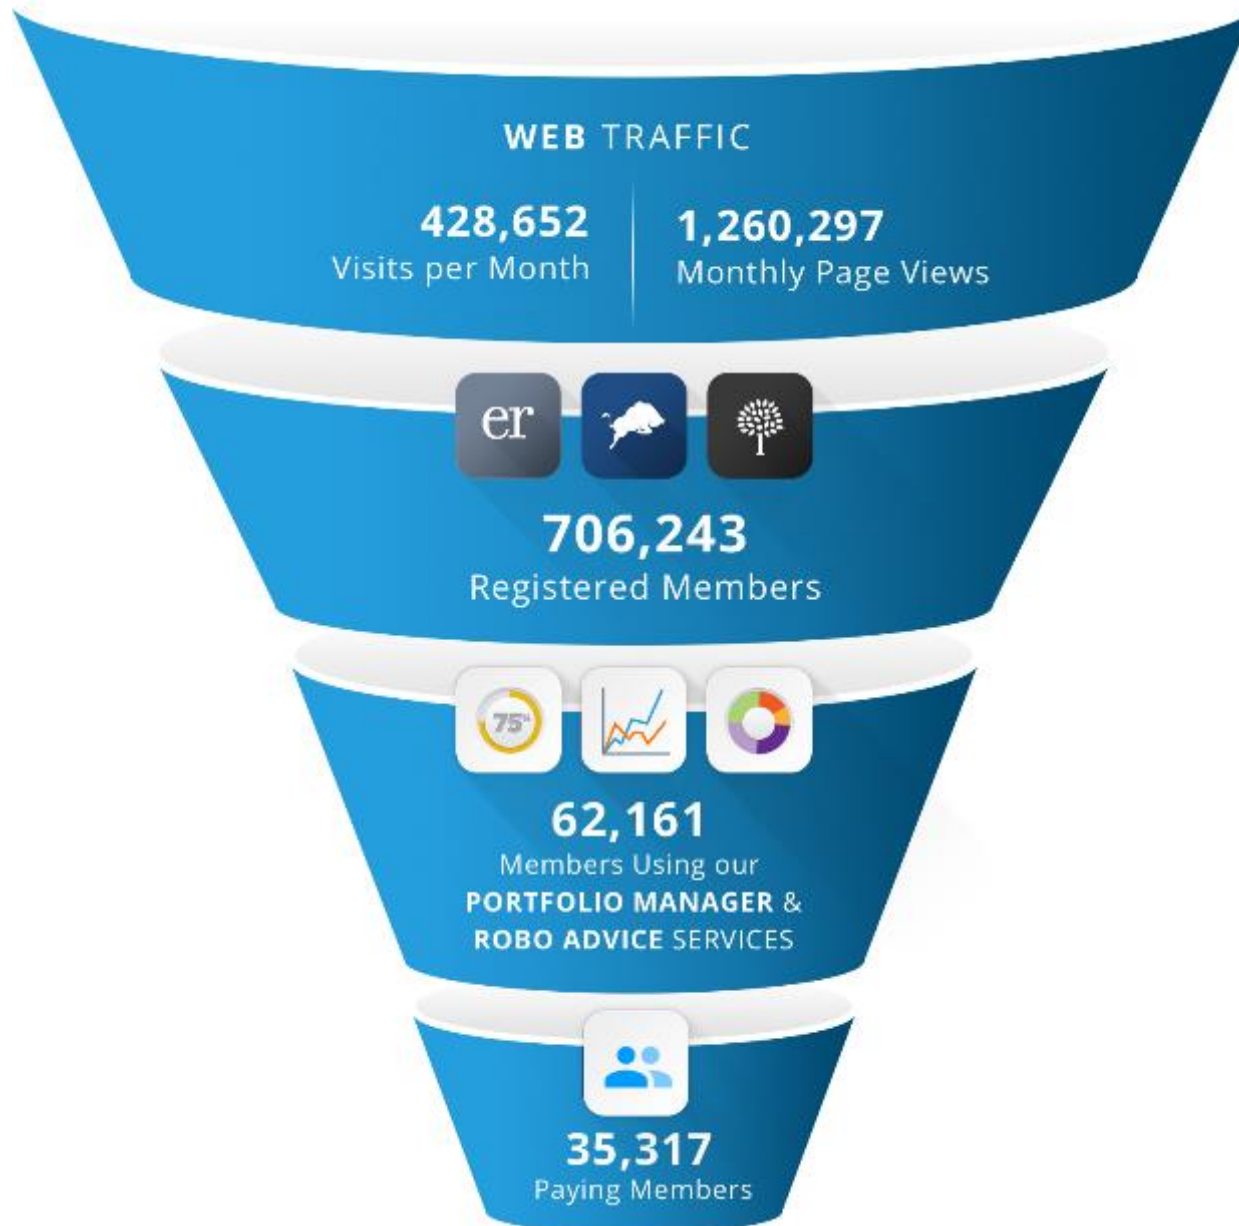 WEB TRAFFIC
428,652
Visits per Month
1,260,297
Monthly Page Views
er
706,243
Registered Members
75%
62,161
Members Using our
PORTFOLIO MANAGER &
ROBO ADVICE SERVICES
35,317
Paying Members